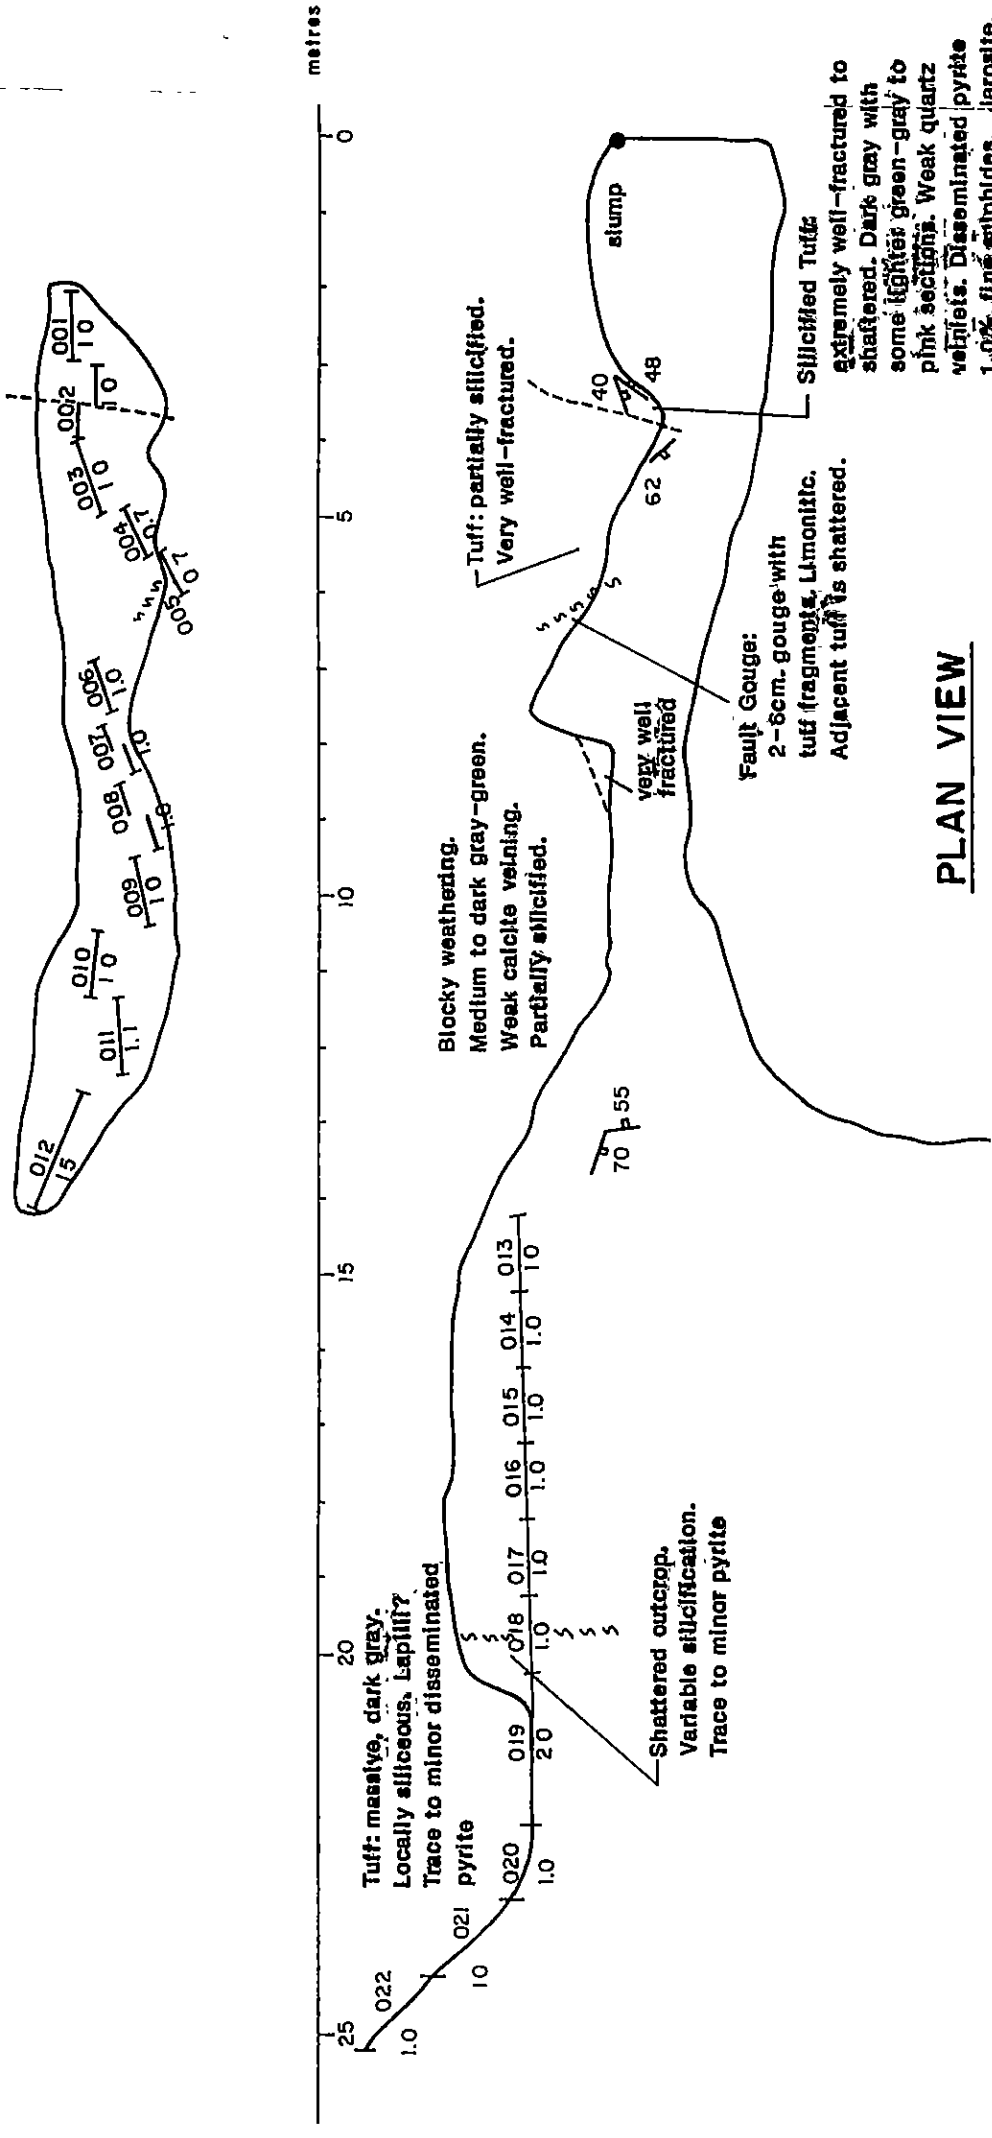 metres
0
5
10
15
20
25
001
1 0
002
1 0
003
1 0
004
0.7
005
0 7
s s s
006
1.0
007
1.0
008
1.0
009
1 0
010
1 0
011
1.1
012
1 5
slump
40
48
62
Silicified Tuff:
extremely well-fractured to
shattered. Dark gray with
some lighter green-gray to
pink sections. Weak quartz
veinlets. Disseminated pyrite
1.0% fine sulphides. Jarosite.
Tuff: partially silicified.
Very well-fractured.
s s s s s
Fault Gouge:
2-6cm. gouge with
tuff fragments. Limonitic.
Adjacent tuff is shattered.
very well
fractured
Blocky weathering.
Medium to dark gray-green.
Weak calcite veining.
Partially silicified.
70
55
013
1 0
014
1.0
015
1.0
016
1.0
017
1.0
018
1.0
s s s s s
019
2 0
020
1.0
021
1 0
022
1.0
Tuff: massive, dark gray.
Locally siliceous. Lapilli?
Trace to minor disseminated
pyrite
Shattered outcrop.
Variable silicification.
Trace to minor pyrite
PLAN VIEW